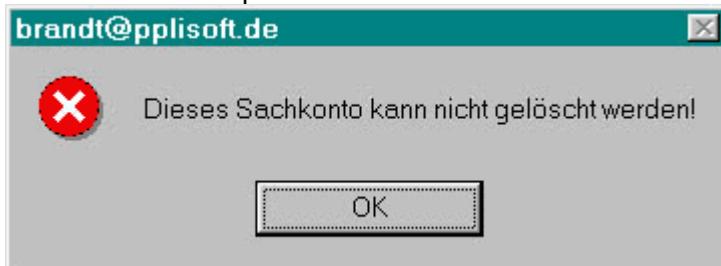 brandt@pplisoft.de
Dieses Sachkonto kann nicht gelöscht werden!
OK